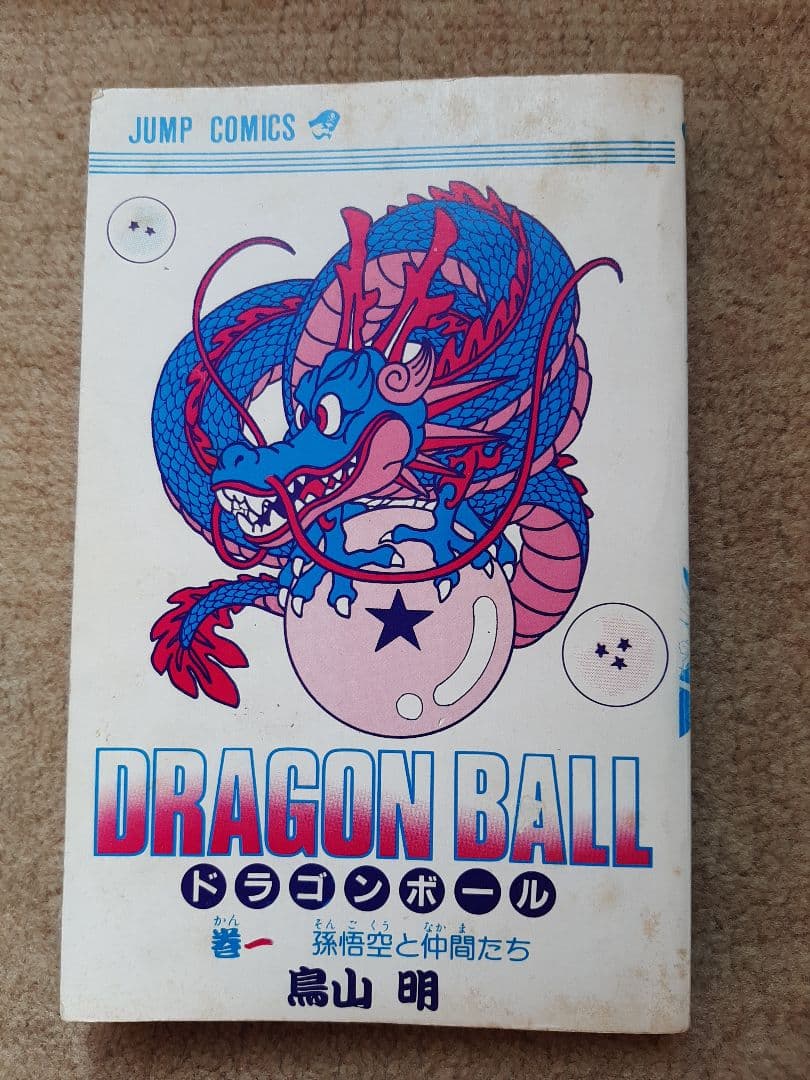 JUMP COMICS
DRAGON BALL
ドラゴンボール
かん そんごくう なかま
巻一 孫悟空と仲間たち
鳥山 明